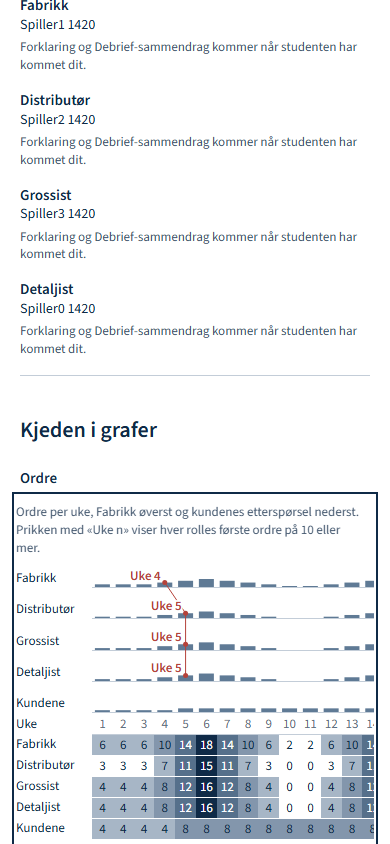 Fabrikk
Spiller1 1420
Forklaring og Debrief-sammendrag kommer når studenten har
kommet dit.
Distributør
Spiller2 1420
Forklaring og Debrief-sammendrag kommer når studenten har
kommet dit.
Grossist
Spiller3 1420
Forklaring og Debrief-sammendrag kommer når studenten har
kommet dit.
Detaljist
Spiller0 1420
Forklaring og Debrief-sammendrag kommer når studenten har
kommet dit.
Kjeden i grafer
Ordre
Ordre per uke, Fabrikk øverst og kundenes etterspørsel nederst.
Prikken med «Uke n» viser hver rolles første ordre på 10 eller
mer.
Fabrikk Uke 4
Distributør Uke 5
Grossist Uke 5
Detaljist Uke 5
Kundene
Uke 1 2 3 4 5 6 7 8 9 10 11 12 13
Fabrikk 6 6 6 10 14 18 14 10 6 2 2 6 10
Distributør 3 3 3 7 11 15 11 7 3 0 0 3 7
Grossist 4 4 4 8 12 16 12 8 4 0 0 4 8
Detaljist 4 4 4 8 12 16 12 8 4 0 0 4 8
Kundene 4 4 4 4 8 8 8 8 8 8 8 8 8 8